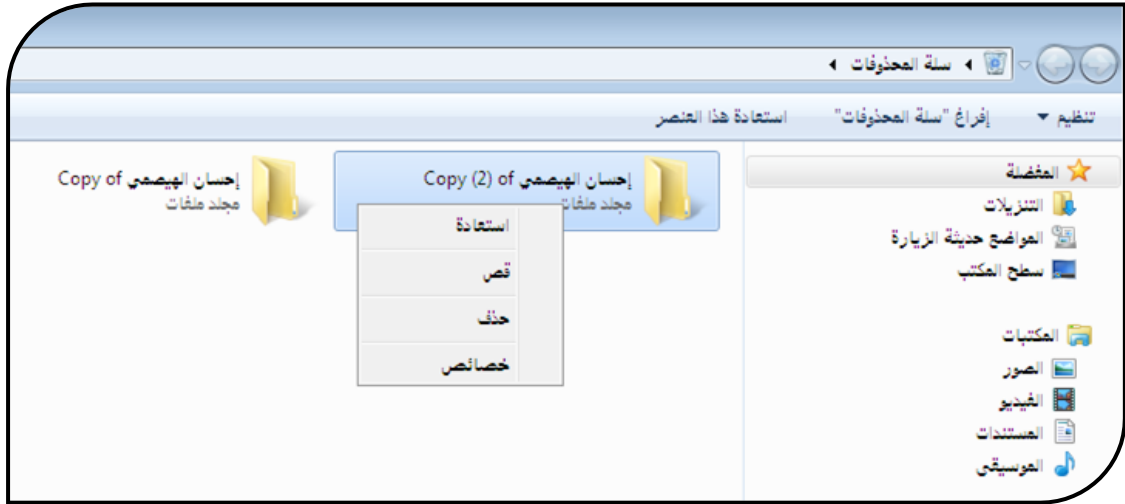 سلة المحذوفات
تنظيم إفراغ "سلة المحذوفات" استعادة هذا العنصر
المفضلة
التنزيلات
المواضع حديثة الزيارة
سطح المكتب
المكتبات
الصور
الفيديو
المستندات
الموسيقى
إحسان الهيصمي Copy (2) of
مجلد ملفات
إحسان الهيصمي Copy of
مجلد ملفات
استعادة
قص
حذف
خصائص